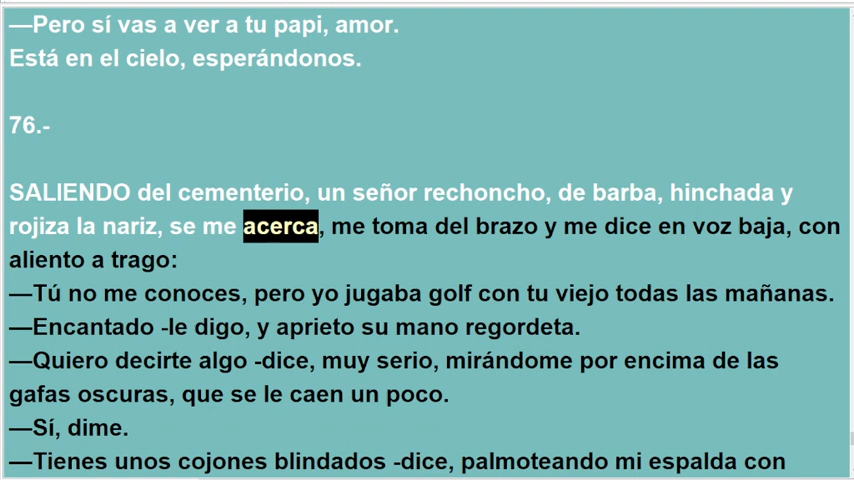 —Pero sí vas a ver a tu papi, amor.
Está en el cielo, esperándonos.
76.-
SALIENDO del cementerio, un señor rechoncho, de barba, hinchada y
rojiza la nariz, se me acerca, me toma del brazo y me dice en voz baja, con
aliento a trago:
—Tú no me conoces, pero yo jugaba golf con tu viejo todas las mañanas.
—Encantado -le digo, y aprieto su mano regordeta.
—Quiero decirte algo -dice, muy serio, mirándome por encima de las
gafas oscuras, que se le caen un poco.
—Sí, dime.
—Tienes unos cojones blindados -dice, palmoteando mi espalda con